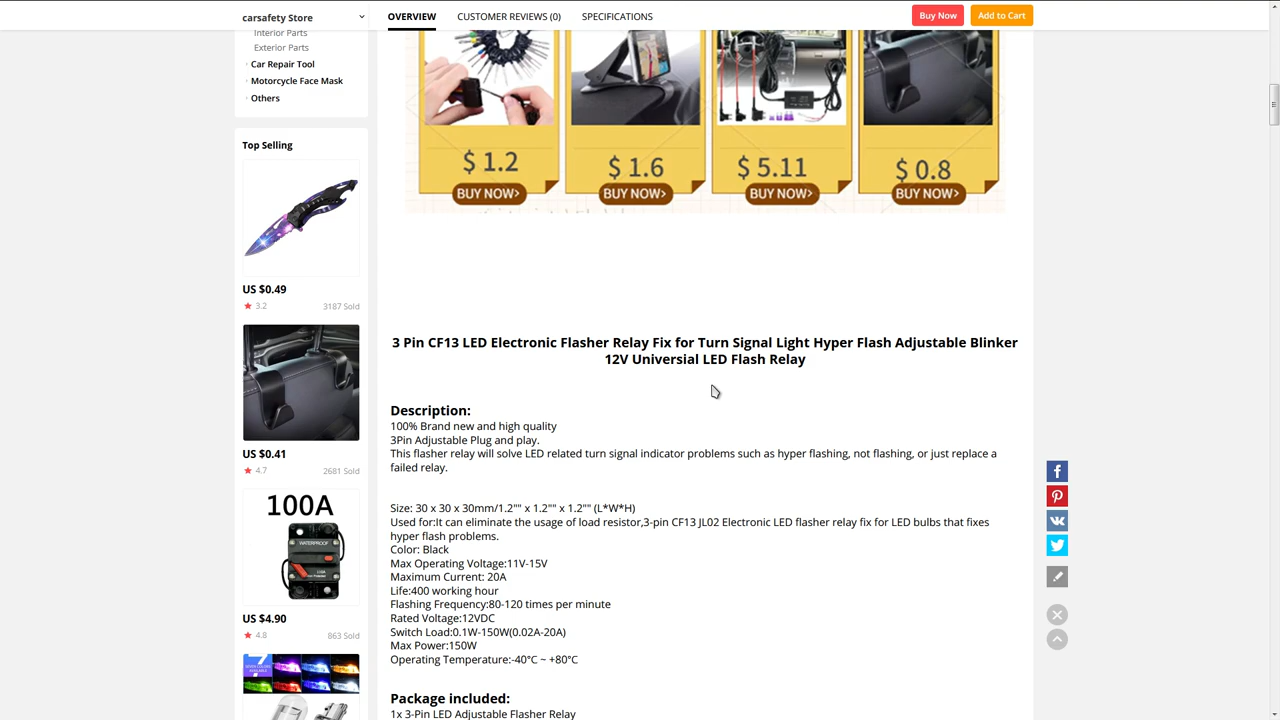 carsafety Store
OVERVIEW
CUSTOMER REVIEWS (0)
SPECIFICATIONS
Buy Now
Add to Cart
Interior Parts
Exterior Parts
Car Repair Tool
Motorcycle Face Mask
Others
$ 1.2
$ 1.6
$ 5.11
$ 0.8
BUY NOW>
BUY NOW>
BUY NOW>
BUY NOW>
Top Selling
US $0.49
3.2
3187 Sold
US $0.41
4.7
2681 Sold
100A
WATERPROOF
US $4.90
4.8
863 Sold
3 Pin CF13 LED Electronic Flasher Relay Fix for Turn Signal Light Hyper Flash Adjustable Blinker
12V Universial LED Flash Relay
Description:
100% Brand new and high quality
3Pin Adjustable Plug and play.
This flasher relay will solve LED related turn signal indicator problems such as hyper flashing, not flashing, or just replace a
failed relay.
Size: 30 x 30 x 30mm/1.2"" x 1.2"" x 1.2"" (L*W*H)
Used for:It can eliminate the usage of load resistor,3-pin CF13 JL02 Electronic LED flasher relay fix for LED bulbs that fixes
hyper flash problems.
Color: Black
Max Operating Voltage:11V-15V
Maximum Current: 20A
Life:400 working hour
Flashing Frequency:80-120 times per minute
Rated Voltage:12VDC
Switch Load:0.1W-150W(0.02A-20A)
Max Power:150W
Operating Temperature:-40°C ~ +80°C
Package included:
1x 3-Pin LED Adjustable Flasher Relay